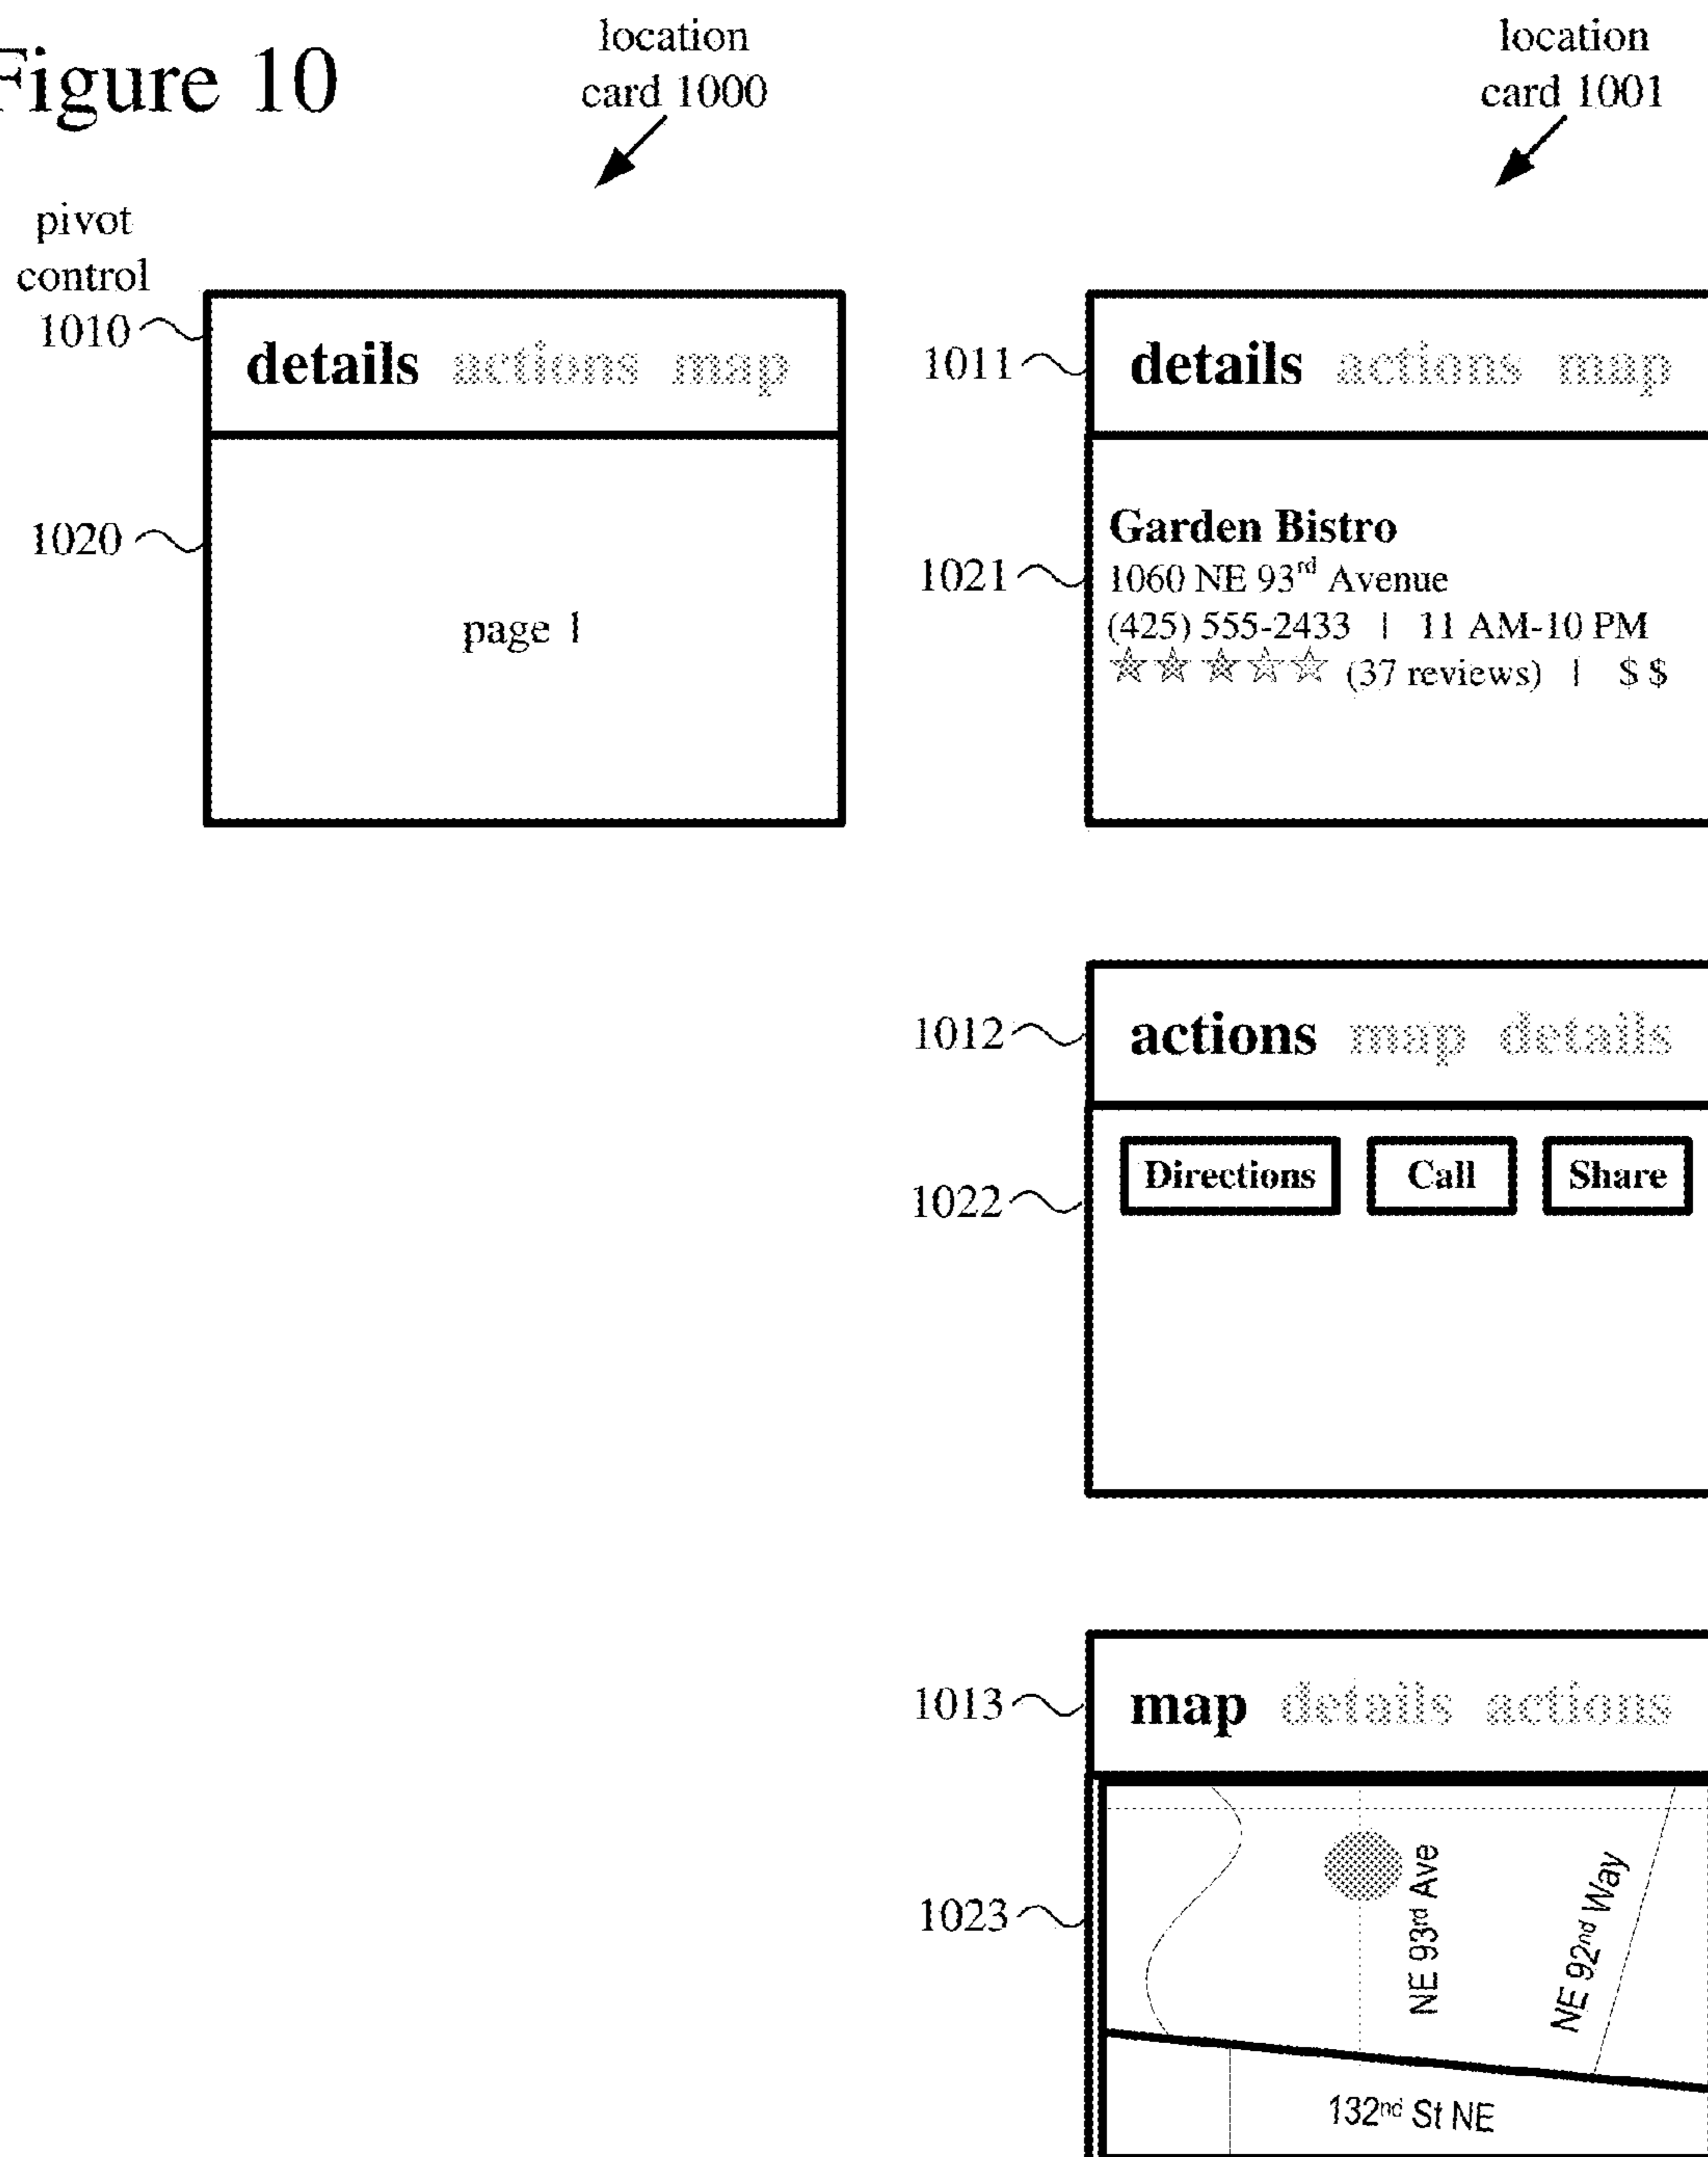 Figure 10
location
card 1000
location
card 1001
pivot
control
1010
details actions map
1020
page 1
1011
details actions map
1021
Garden Bistro
1060 NE 93rd Avenue
(425) 555-2433 | 11 AM-10 PM
(37 reviews) | $ $
1012
actions map details
1022
Directions Call Share
1013
map details actions
1023
NE 93rd Ave
NE 92nd Way
132nd St NE